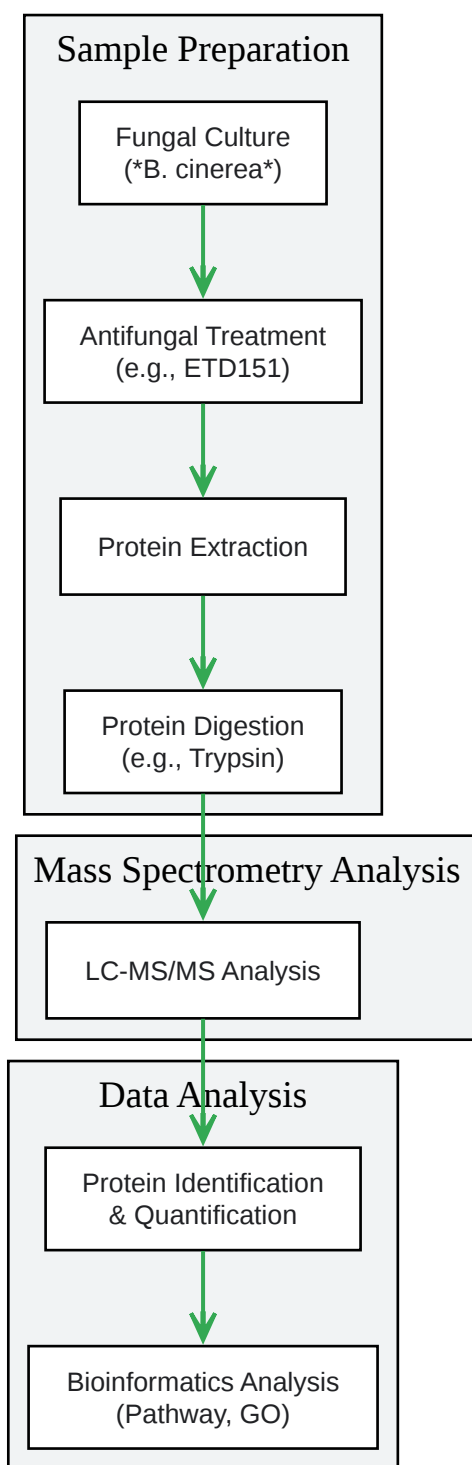 Sample Preparation
Fungal Culture
(*B. cinerea*)
Antifungal Treatment
(e.g., ETD151)
Protein Extraction
Protein Digestion
(e.g., Trypsin)
Mass Spectrometry Analysis
LC-MS/MS Analysis
Data Analysis
Protein Identification
& Quantification
Bioinformatics Analysis
(Pathway, GO)